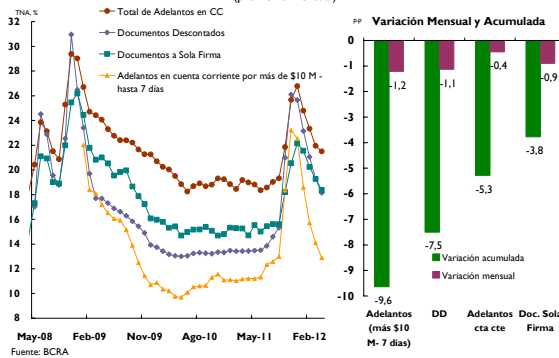 TNA, %
Total de Adelantos en CC
Documentos Descontados
Documentos a Sola Firma
Adelantos en cuenta corriente por más de $10 M -
hasta 7 días
32
30
28
26
24
22
20
18
16
14
12
10
8
May-08
Feb-09
Nov-09
Ago-10
May-11
Feb-12
Fuente: BCRA
P.P
Variación Mensual y Acumulada
0
-1
-2
-3
-4
-5
-6
-7
-8
-9
-10
-1,2
-1,1
-0,4
-0,9
-3,8
-5,3
-7,5
-9,6
Variación acumulada
Variación mensual
Adelantos
(más $10
M- 7 días)
DD
Adelantos
cta cte
Doc. Sola
Firma